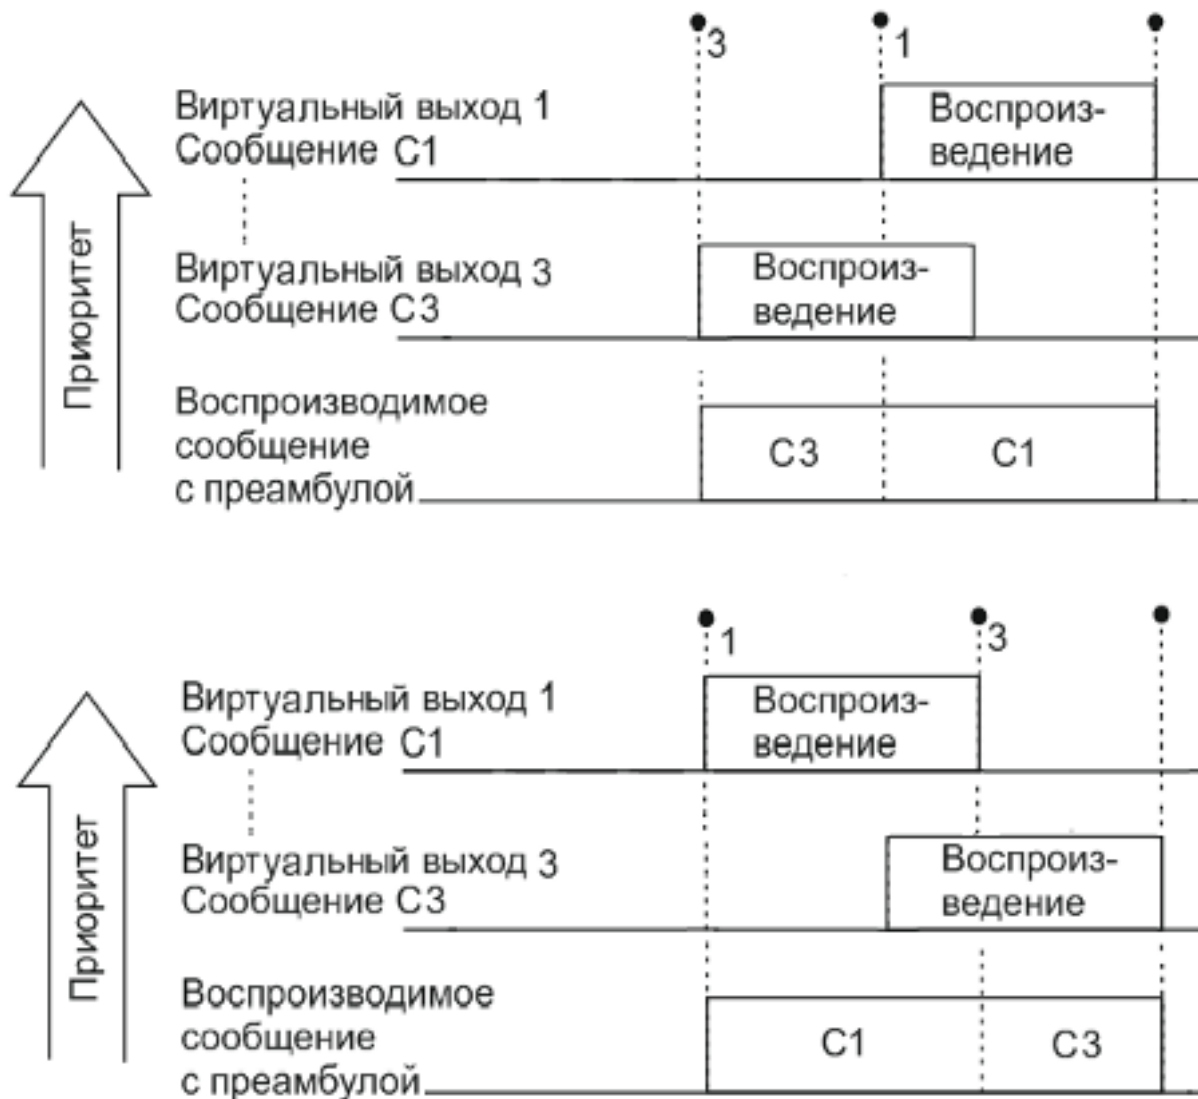 3
1
Виртуальный выход 1
Сообщение С1
Воспроиз-
ведение
Виртуальный выход 3
Сообщение С3
Воспроиз-
ведение
Приоритет
Воспроизводимое
сообщение
с преамбулой
С3
С1
1
3
Виртуальный выход 1
Сообщение С1
Воспроиз-
ведение
Виртуальный выход 3
Сообщение С3
Воспроиз-
ведение
Приоритет
Воспроизводимое
сообщение
с преамбулой
С1
С3